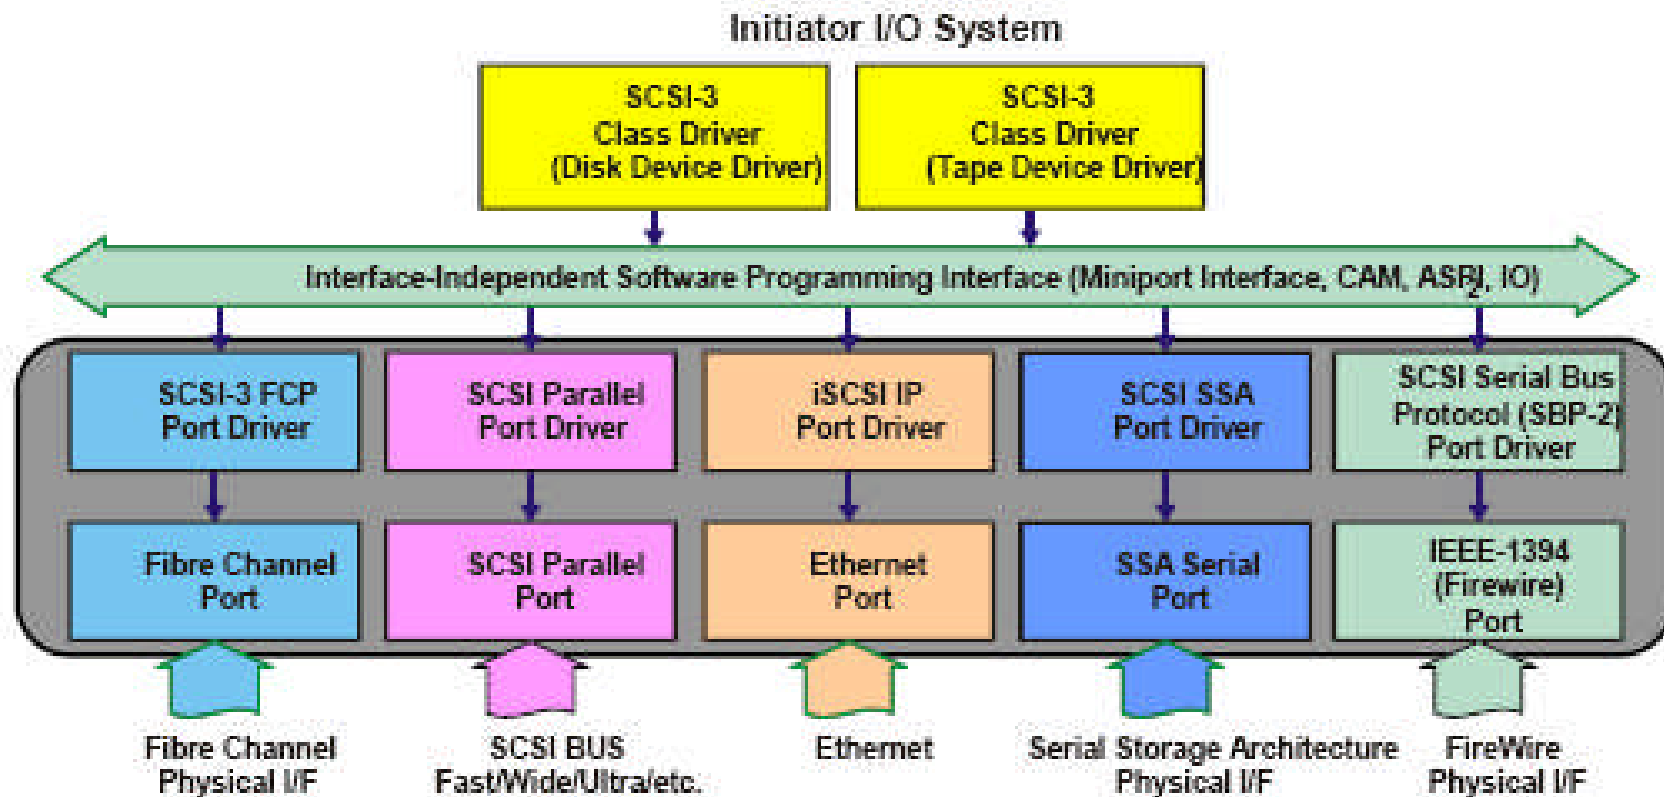 Initiator I/O System
SCSI-3
Class Driver
(Disk Device Driver)
SCSI-3
Class Driver
(Tape Device Driver)
Interface-Independent Software Programming Interface (Miniport Interface, CAM, ASPI, I2O)
SCSI-3 FCP
Port Driver
SCSI Parallel
Port Driver
iSCSI IP
Port Driver
SCSI SSA
Port Driver
SCSI Serial Bus
Protocol (SBP-2)
Port Driver
Fibre Channel
Port
SCSI Parallel
Port
Ethernet
Port
SSA Serial
Port
IEEE-1394
(Firewire)
Port
Fibre Channel
Physical I/F
SCSI BUS
Fast/Wide/Ultra/etc.
Ethernet
Serial Storage Architecture
Physical I/F
FireWire
Physical I/F